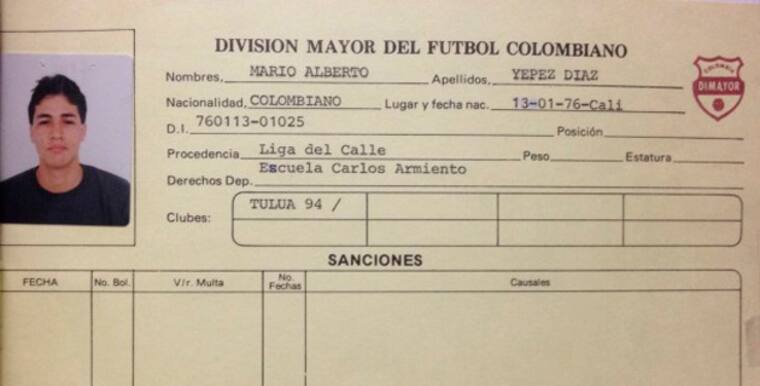 DIVISION MAYOR DEL FUTBOL COLOMBIANO
Nombres, MARIO ALBERTO Apellidos, YEPEZ DIAZ
Nacionalidad, COLOMBIANO Lugar y fecha nac. 13-01-76-Cali
D.I. 760113-01025 Posición
Procedencia Liga del Calle Peso Estatura
Derechos Dep. Escuela Carlos Armiento
Clubes: TULUA 94 /
COLOMBIA
DIMAYOR
SANCIONES
FECHA No. Bol. V/r. Multa No. Fechas Causales